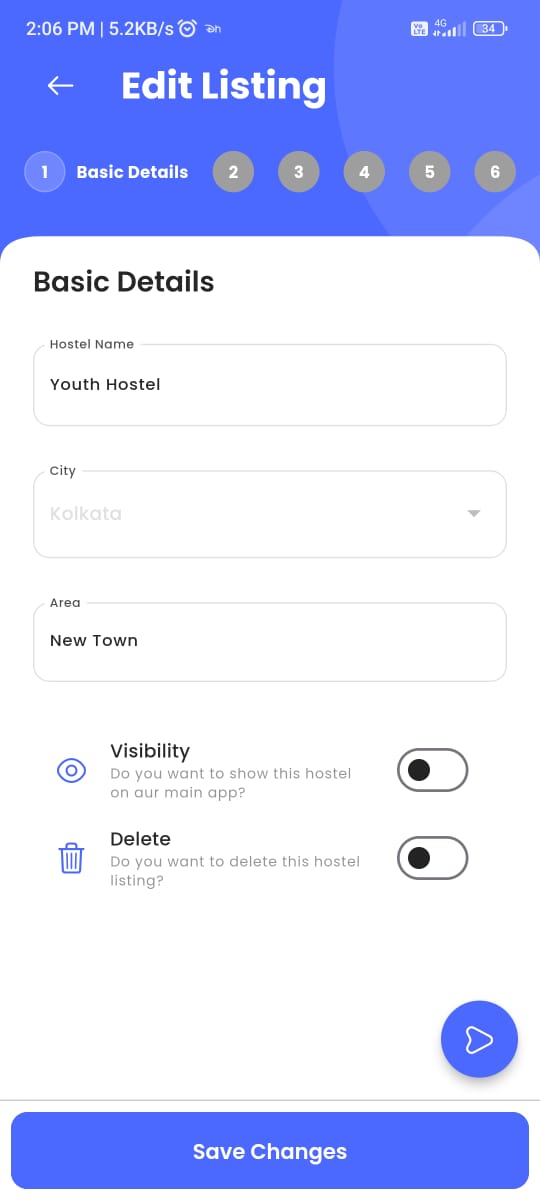 2:06 PM | 5.2KB/s
Vo LTE 4G 34
Edit Listing
1 Basic Details 2 3 4 5 6
Basic Details
Hostel Name
Youth Hostel
City
Kolkata
Area
New Town
Visibility
Do you want to show this hostel
on aur main app?
Delete
Do you want to delete this hostel
listing?
Save Changes